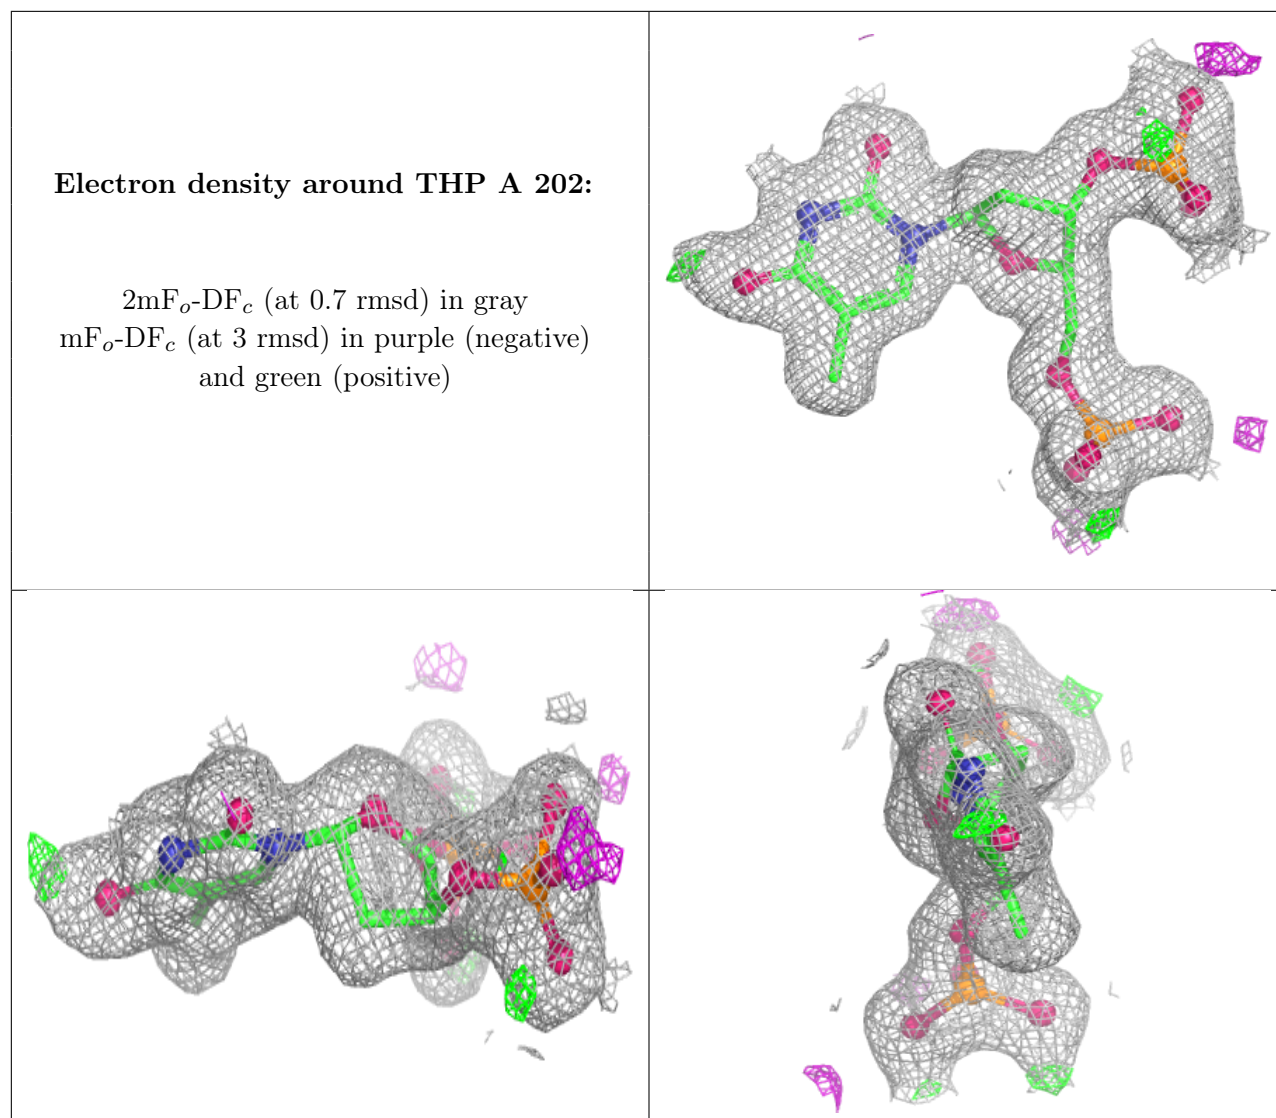 Electron density around THP A 202:
2mFo-DFc (at 0.7 rmsd) in gray
mFo-DFc (at 3 rmsd) in purple (negative)
and green (positive)